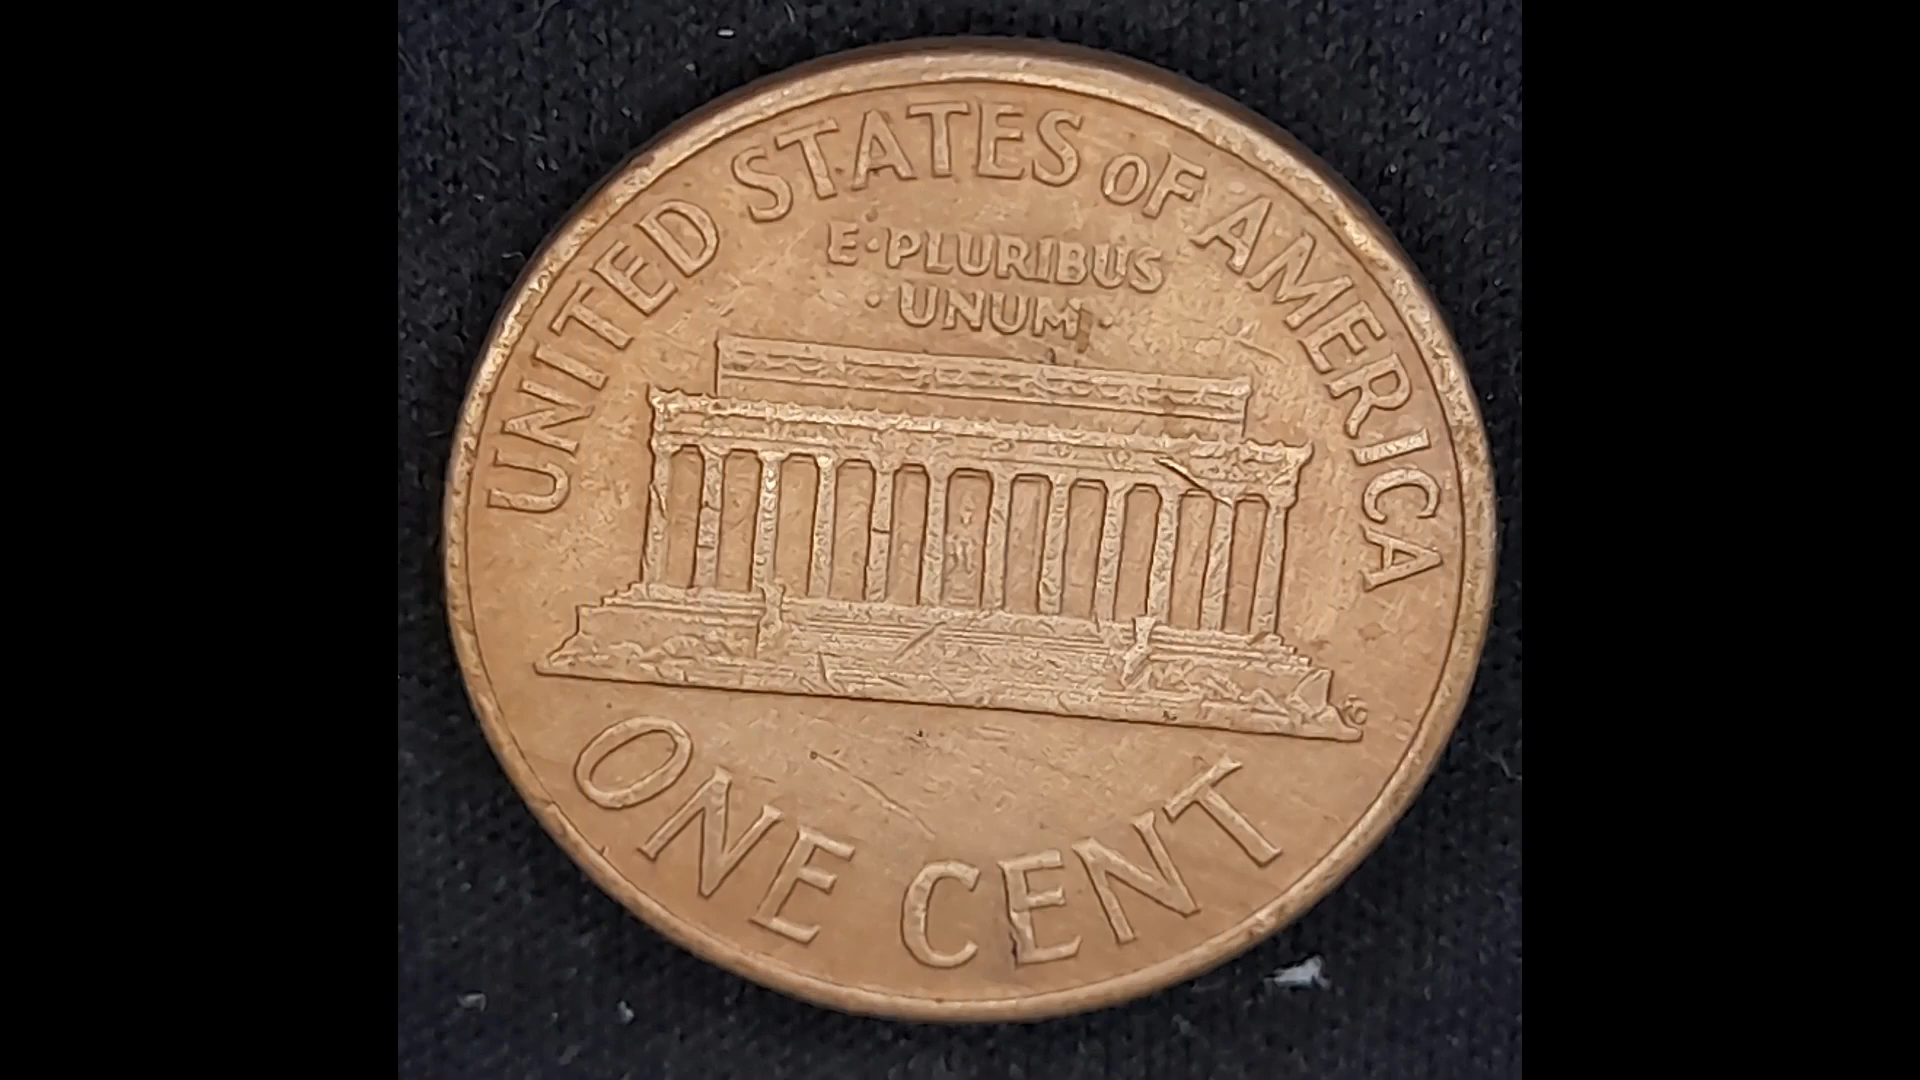 UNITED STATES OF AMERICA
E·PLURIBUS
·UNUM·
ONE CENT